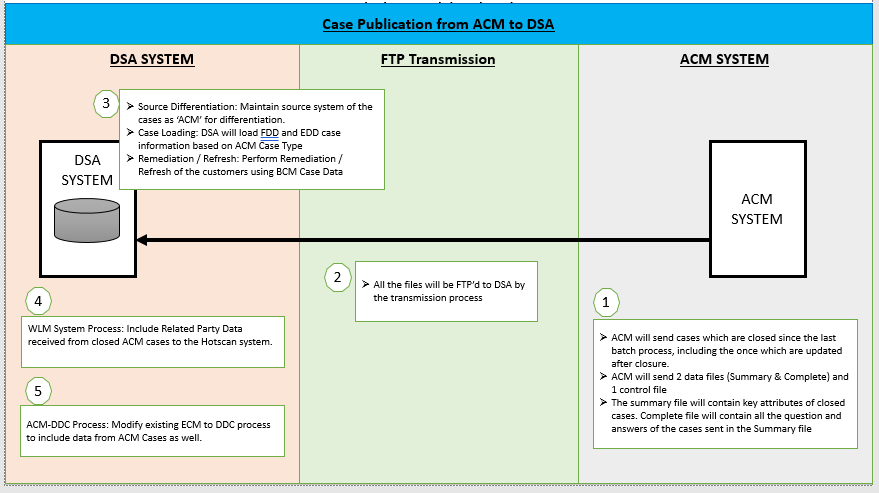 Case Publication from ACM to DSA
DSA SYSTEM
FTP Transmission
ACM SYSTEM
3
➢ Source Differentiation: Maintain source system of the
cases as ‘ACM’ for differentiation.
➢ Case Loading: DSA will load FDD and EDD case
information based on ACM Case Type
➢ Remediation / Refresh: Perform Remediation /
Refresh of the customers using BCM Case Data
DSA
SYSTEM
ACM
SYSTEM
2
➢ All the files will be FTP'd to DSA by
the transmission process
1
➢ ACM will send cases which are closed since the last
batch process, including the once which are updated
after closure.
➢ ACM will send 2 data files (Summary & Complete) and
1 control file
➢ The summary file will contain key attributes of closed
cases. Complete file will contain all the question and
answers of the cases sent in the Summary file
4
WLM System Process: Include Related Party Data
received from closed ACM cases to the Hotscan system.
5
ACM-DDC Process: Modify existing ECM to DDC process
to include data from ACM Cases as well.